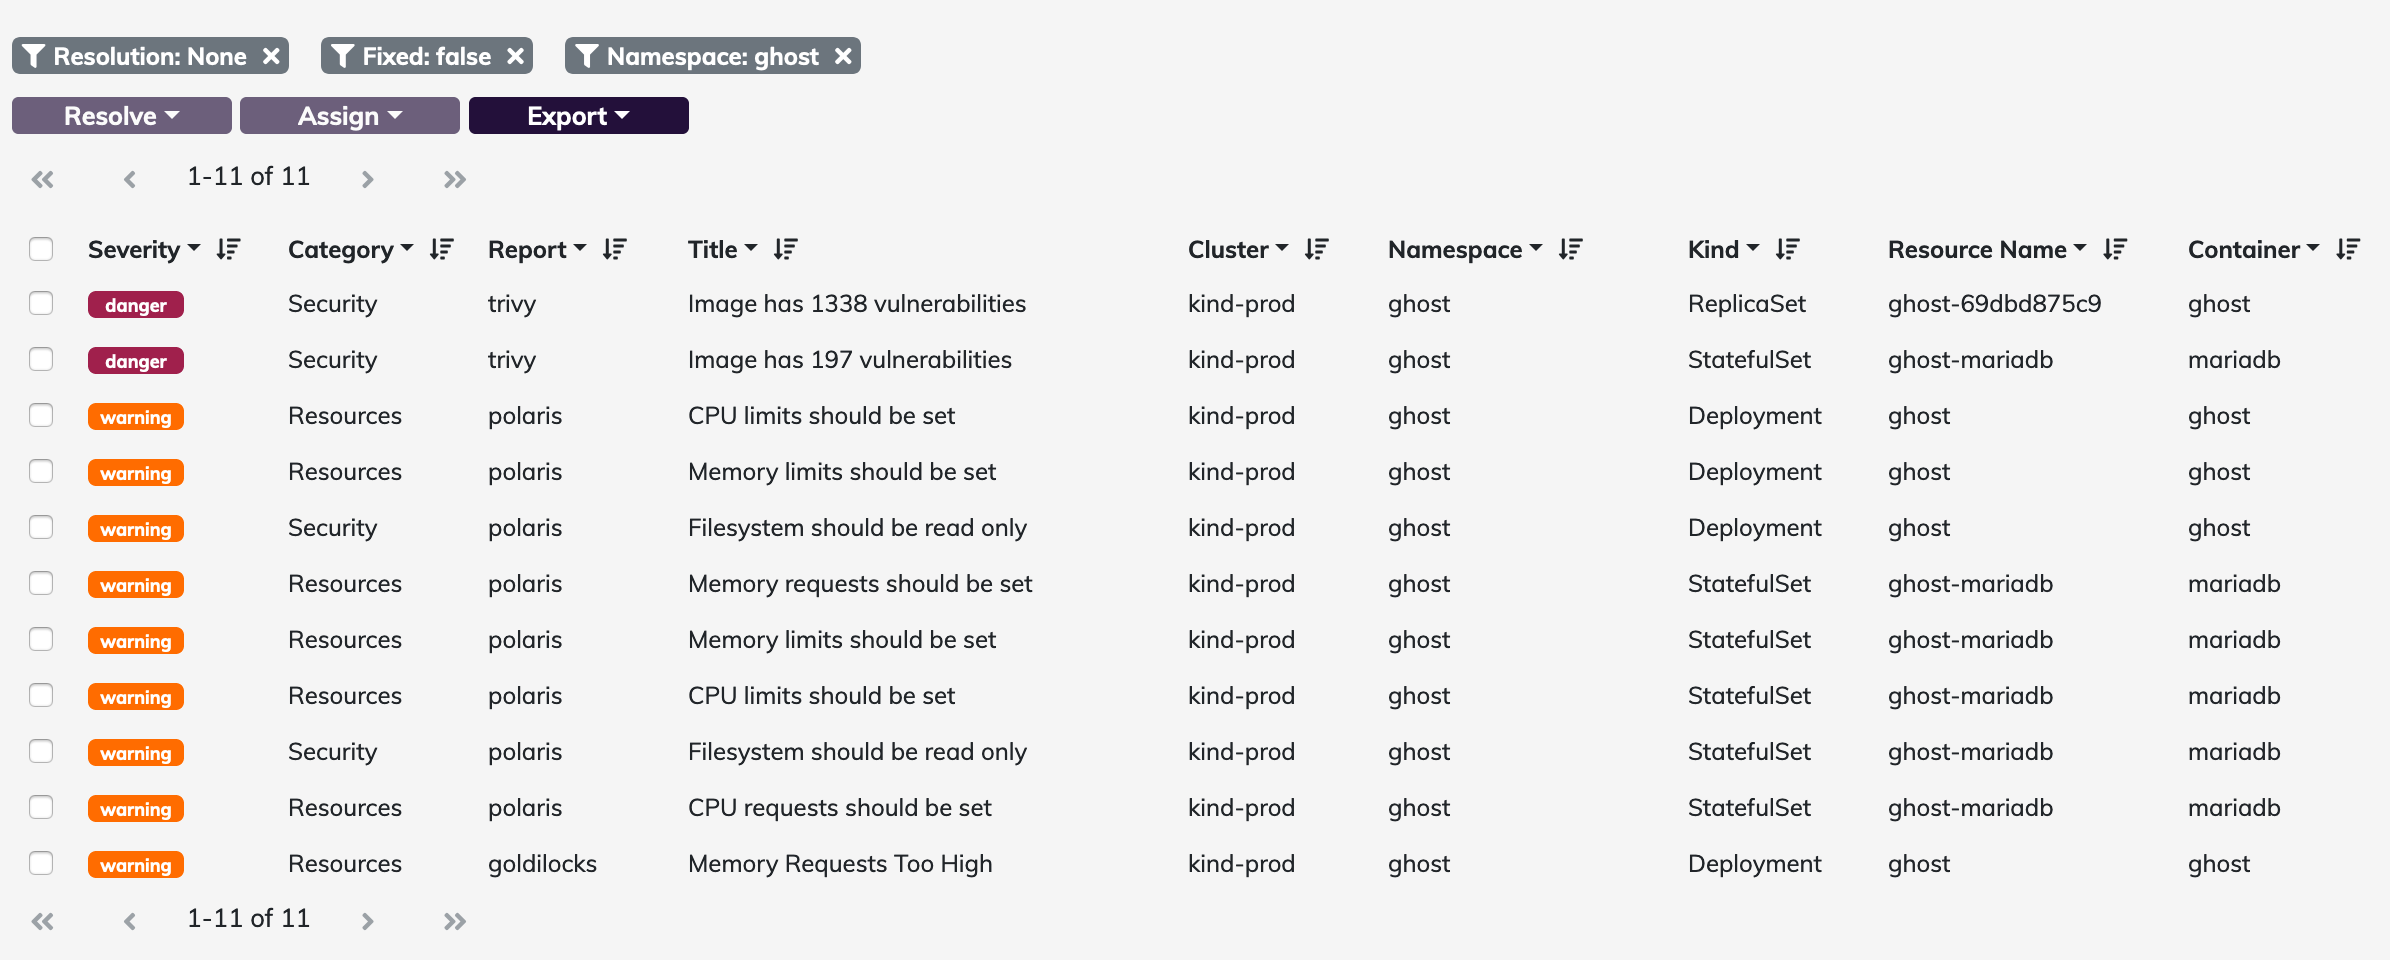 Resolution: None Fixed: false Namespace: ghost
Resolve Assign Export
1-11 of 11
Severity Category Report Title Cluster Namespace Kind Resource Name Container
danger Security trivy Image has 1338 vulnerabilities kind-prod ghost ReplicaSet ghost-69dbd875c9 ghost
danger Security trivy Image has 197 vulnerabilities kind-prod ghost StatefulSet ghost-mariadb mariadb
warning Resources polaris CPU limits should be set kind-prod ghost Deployment ghost ghost
warning Resources polaris Memory limits should be set kind-prod ghost Deployment ghost ghost
warning Security polaris Filesystem should be read only kind-prod ghost Deployment ghost ghost
warning Resources polaris Memory requests should be set kind-prod ghost StatefulSet ghost-mariadb mariadb
warning Resources polaris Memory limits should be set kind-prod ghost StatefulSet ghost-mariadb mariadb
warning Resources polaris CPU limits should be set kind-prod ghost StatefulSet ghost-mariadb mariadb
warning Security polaris Filesystem should be read only kind-prod ghost StatefulSet ghost-mariadb mariadb
warning Resources polaris CPU requests should be set kind-prod ghost StatefulSet ghost-mariadb mariadb
warning Resources goldilocks Memory Requests Too High kind-prod ghost Deployment ghost ghost
1-11 of 11